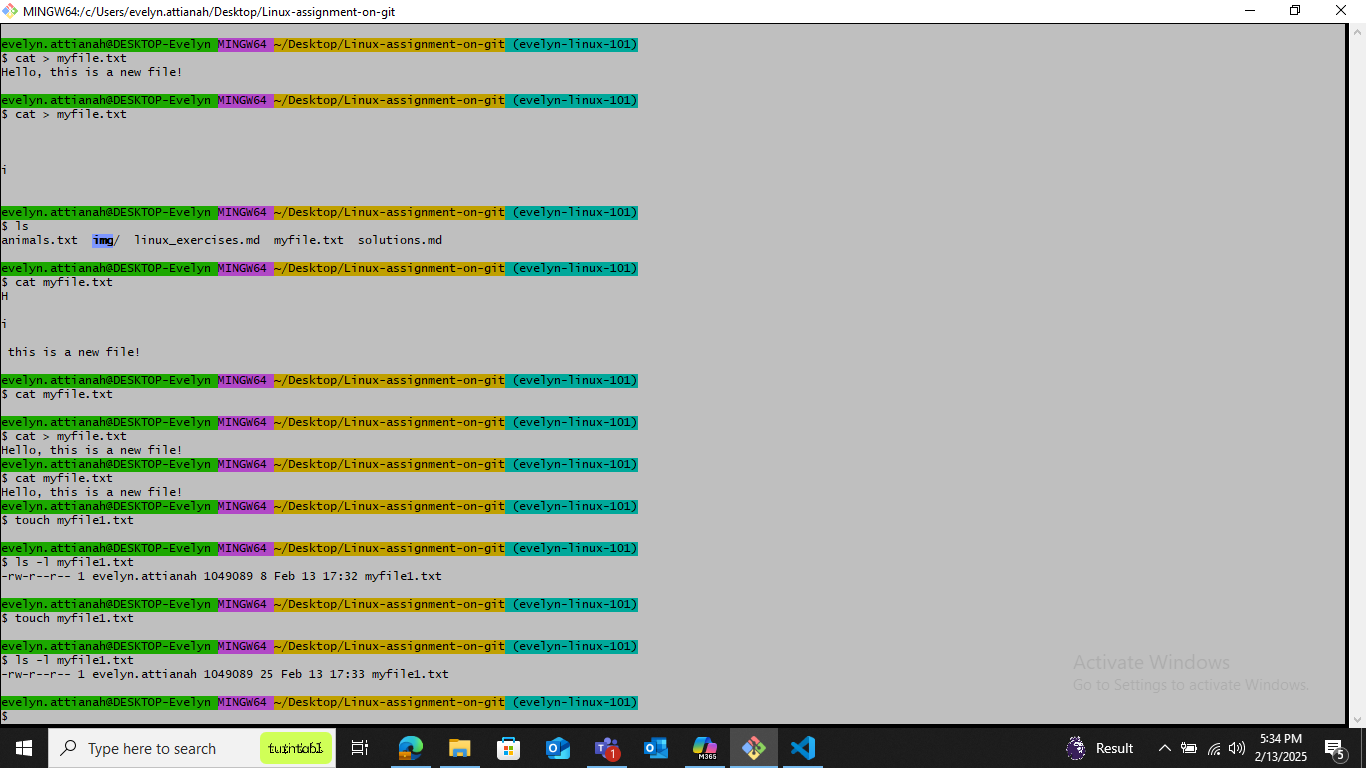 MINGW64:/c/Users/evelyn.attianah/Desktop/Linux-assignment-on-git
evelyn.attianah@DESKTOP-Evelyn MINGW64 ~/Desktop/Linux-assignment-on-git (evelyn-linux-101)
$ cat > myfile.txt
Hello, this is a new file!
evelyn.attianah@DESKTOP-Evelyn MINGW64 ~/Desktop/Linux-assignment-on-git (evelyn-linux-101)
$ cat > myfile.txt
i
evelyn.attianah@DESKTOP-Evelyn MINGW64 ~/Desktop/Linux-assignment-on-git (evelyn-linux-101)
$ ls
animals.txt img/ linux_exercises.md myfile.txt solutions.md
evelyn.attianah@DESKTOP-Evelyn MINGW64 ~/Desktop/Linux-assignment-on-git (evelyn-linux-101)
$ cat myfile.txt
H
i
this is a new file!
evelyn.attianah@DESKTOP-Evelyn MINGW64 ~/Desktop/Linux-assignment-on-git (evelyn-linux-101)
$ cat myfile.txt
evelyn.attianah@DESKTOP-Evelyn MINGW64 ~/Desktop/Linux-assignment-on-git (evelyn-linux-101)
$ cat > myfile.txt
Hello, this is a new file!
evelyn.attianah@DESKTOP-Evelyn MINGW64 ~/Desktop/Linux-assignment-on-git (evelyn-linux-101)
$ cat myfile.txt
Hello, this is a new file!
evelyn.attianah@DESKTOP-Evelyn MINGW64 ~/Desktop/Linux-assignment-on-git (evelyn-linux-101)
$ touch myfile1.txt
evelyn.attianah@DESKTOP-Evelyn MINGW64 ~/Desktop/Linux-assignment-on-git (evelyn-linux-101)
$ ls -l myfile1.txt
-rw-r--r-- 1 evelyn.attianah 1049089 8 Feb 13 17:32 myfile1.txt
evelyn.attianah@DESKTOP-Evelyn MINGW64 ~/Desktop/Linux-assignment-on-git (evelyn-linux-101)
$ touch myfile1.txt
evelyn.attianah@DESKTOP-Evelyn MINGW64 ~/Desktop/Linux-assignment-on-git (evelyn-linux-101)
$ ls -l myfile1.txt
-rw-r--r-- 1 evelyn.attianah 1049089 25 Feb 13 17:33 myfile1.txt
evelyn.attianah@DESKTOP-Evelyn MINGW64 ~/Desktop/Linux-assignment-on-git (evelyn-linux-101)
$
Activate Windows
Go to Settings to activate Windows.
Type here to search
1
M365
Result
5:34 PM
2/13/2025
5